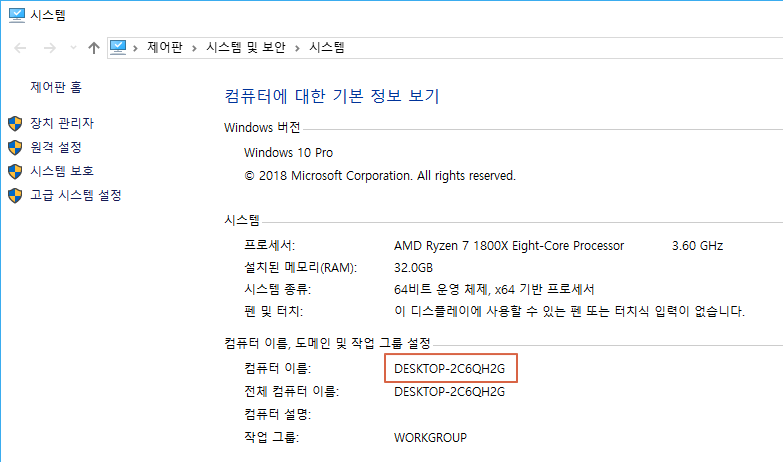 시스템
제어판 > 시스템 및 보안 > 시스템
제어판 홈
장치 관리자
원격 설정
시스템 보호
고급 시스템 설정
컴퓨터에 대한 기본 정보 보기
Windows 버전
Windows 10 Pro
© 2018 Microsoft Corporation. All rights reserved.
시스템
프로세서: AMD Ryzen 7 1800X Eight-Core Processor 3.60 GHz
설치된 메모리(RAM): 32.0GB
시스템 종류: 64비트 운영 체제, x64 기반 프로세서
펜 및 터치: 이 디스플레이에 사용할 수 있는 펜 또는 터치식 입력이 없습니다.
컴퓨터 이름, 도메인 및 작업 그룹 설정
컴퓨터 이름: DESKTOP-2C6QH2G
전체 컴퓨터 이름: DESKTOP-2C6QH2G
컴퓨터 설명:
작업 그룹: WORKGROUP